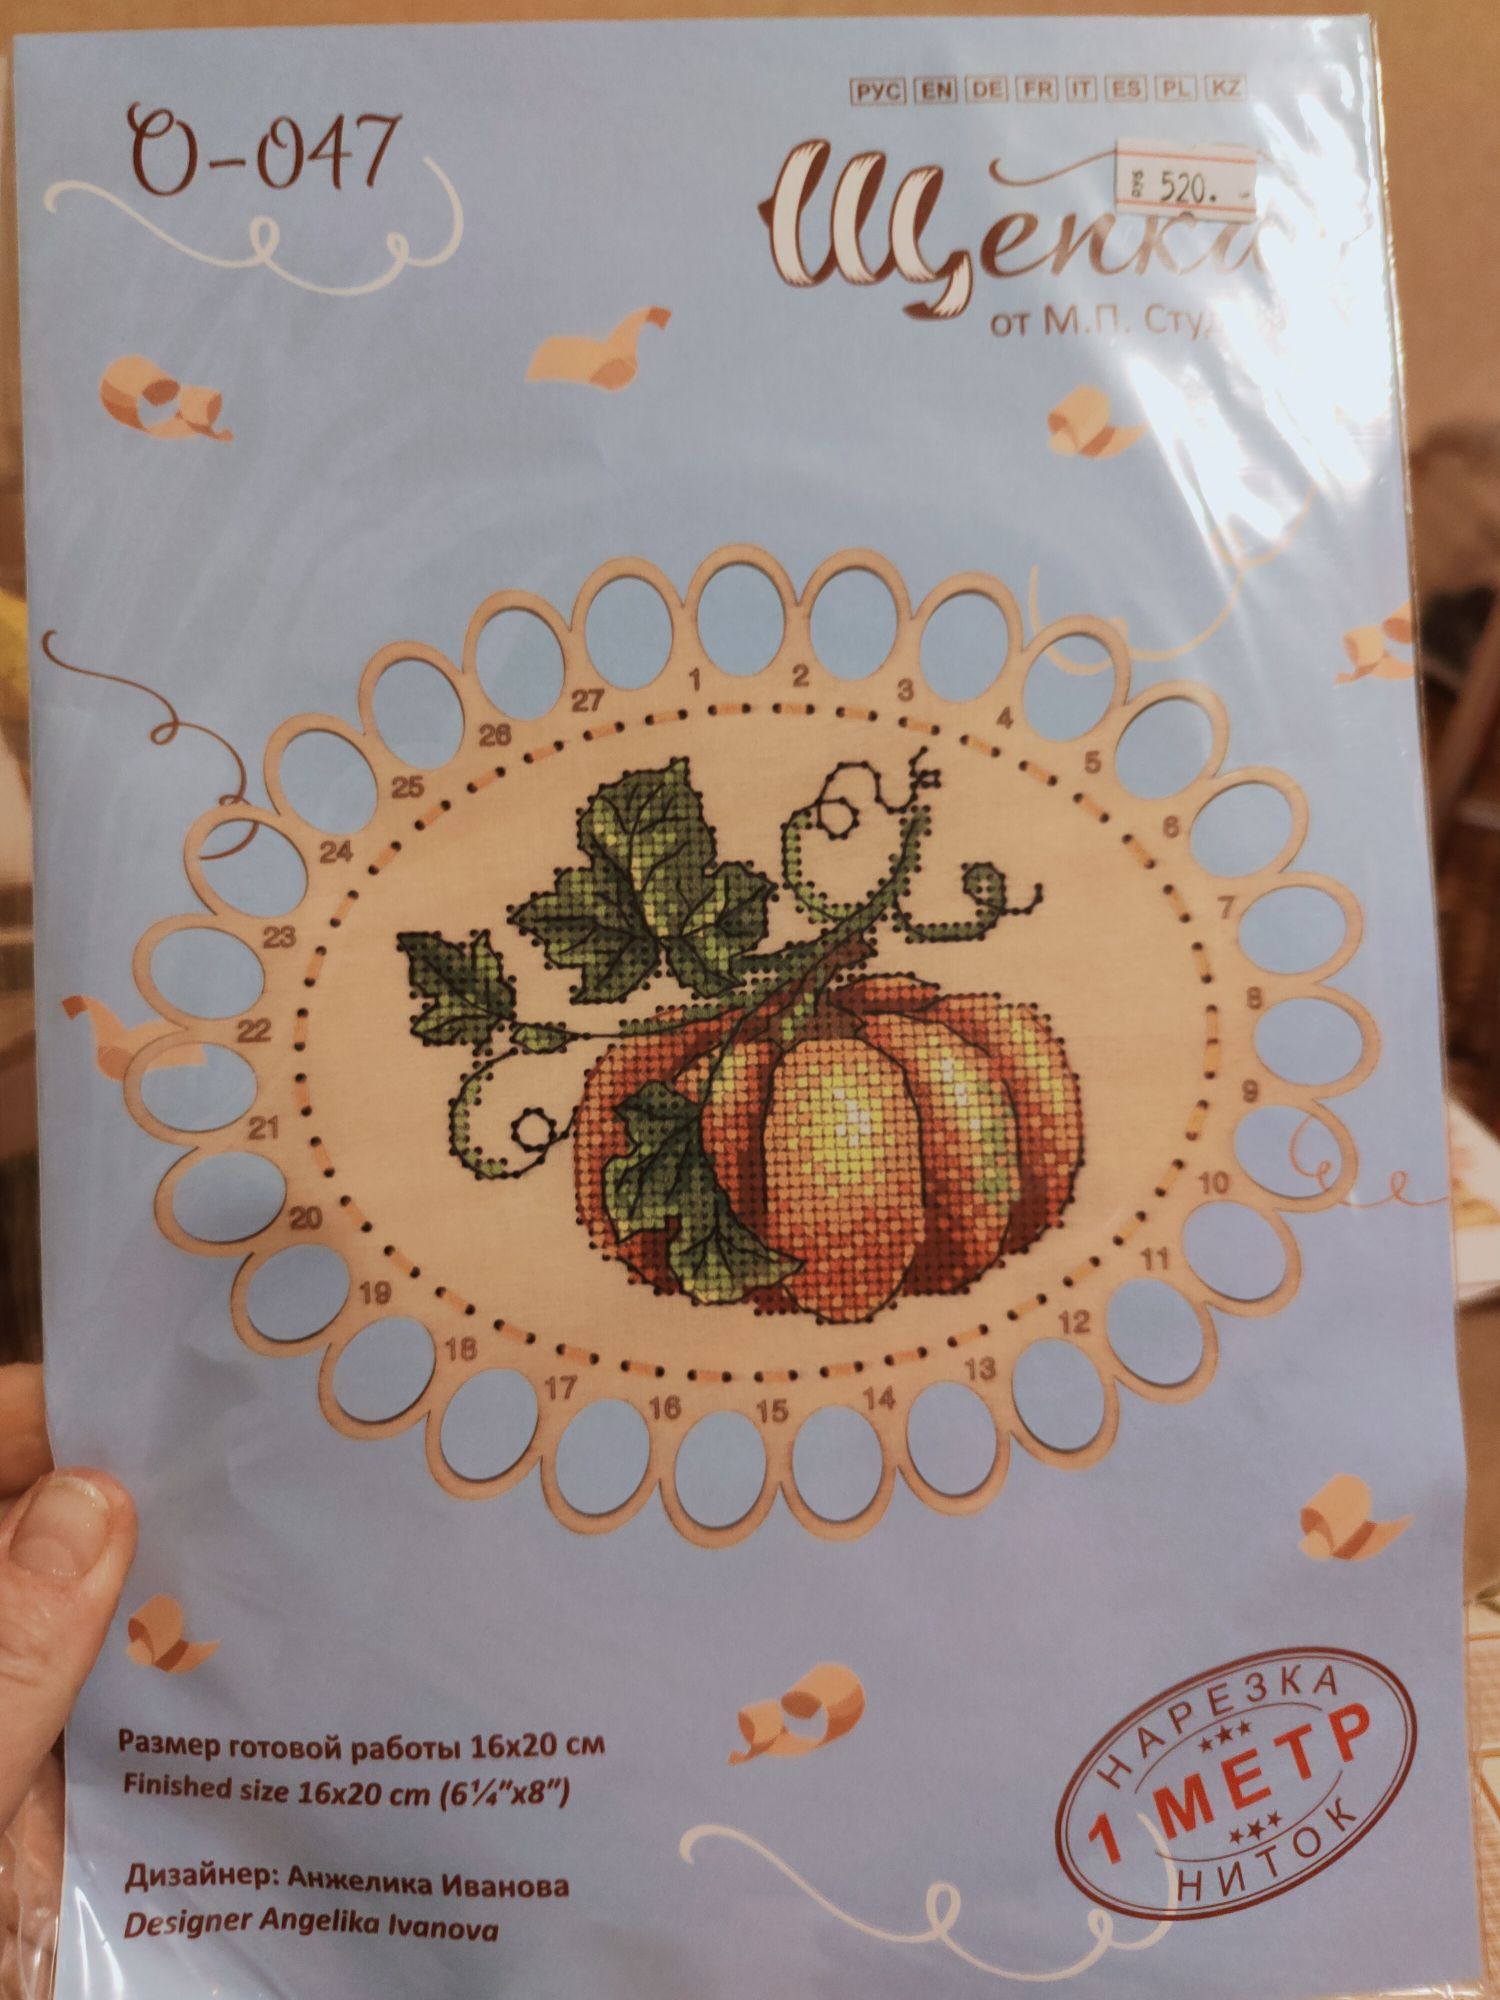 O-047
РУС EN DE FR IT ES PL KZ
руб 520.-
Щепка
от М.П.
1 2 3 4 5 6 7 8 9 10 11 12 13 14 15 16 17 18 19 20 21 22 23 24 25 26 27
Размер готовой работы 16x20 см
Finished size 16x20 cm (6¼"x8")
Дизайнер: Анжелика Иванова
Designer Angelika Ivanova
НАРЕЗКА
1 МЕТР
НИТОК